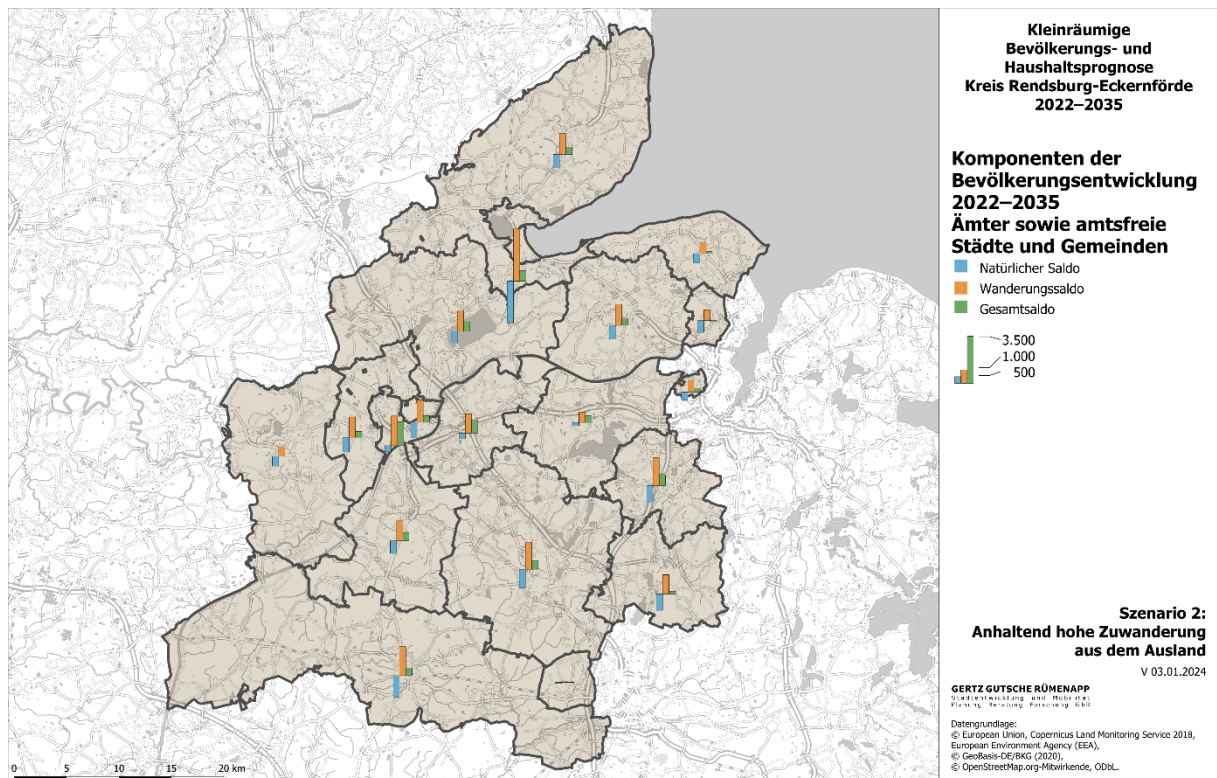 Kleinräumige
Bevölkerungs- und
Haushaltsprognose
Kreis Rendsburg-Eckernförde
2022–2035
Komponenten der
Bevölkerungsentwicklung
2022–2035
Ämter sowie amtsfreie
Städte und Gemeinden
Natürlicher Saldo
Wanderungssaldo
Gesamtsaldo
3.500
1.000
500
Szenario 2:
Anhaltend hohe Zuwanderung
aus dem Ausland
V 03.01.2024
GERTZ GUTSCHE RÜMENAPP
Stadtentwicklung und Mobilität
Planung Beratung Forschung GbR
Datengrundlage:
© European Union, Copernicus Land Monitoring Service 2018,
European Environment Agency (EEA),
© GeoBasis-DE/BKG (2020),
© OpenStreetMap.org-Mitwirkende, ODbL.
0 5 10 15 20 km